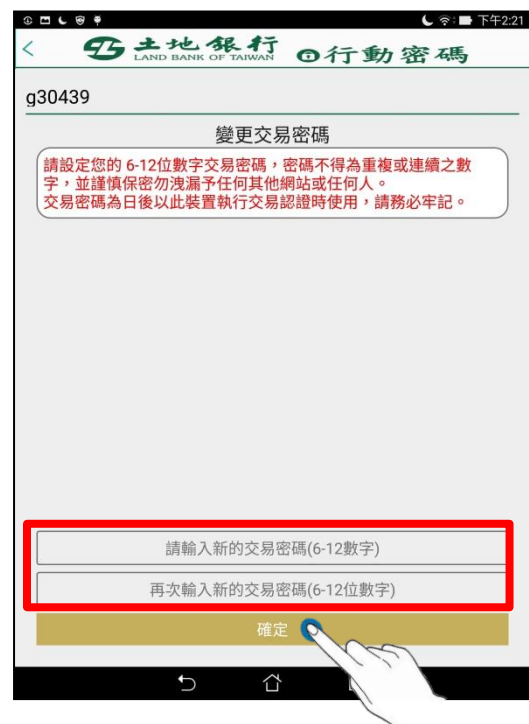 下午2:21
土地銀行 行動密碼
LAND BANK OF TAIWAN
g30439
變更交易密碼
請設定您的 6-12位數字交易密碼，密碼不得為重複或連續之數
字，並謹慎保密勿洩漏予任何其他網站或任何人。
交易密碼為日後以此裝置執行交易認證時使用，請務必牢記。
請輸入新的交易密碼(6-12數字)
再次輸入新的交易密碼(6-12位數字)
確定